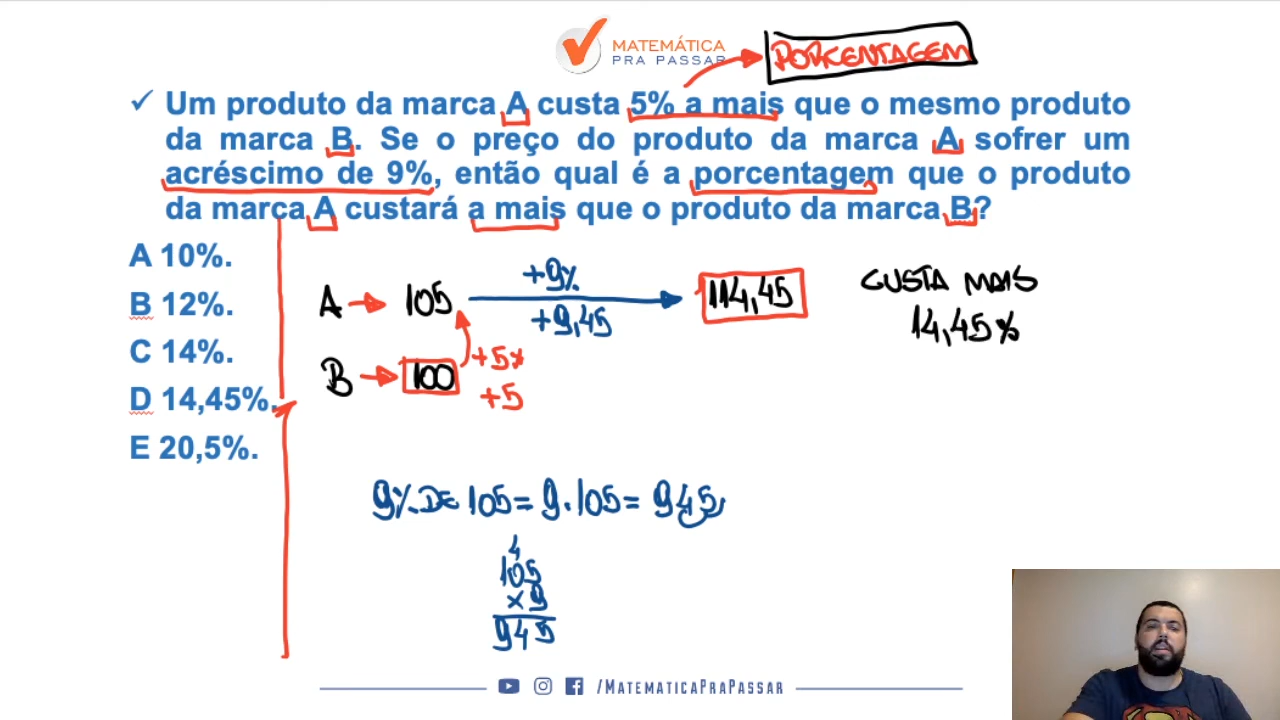 MATEMÁTICA
PRA PASSAR
PORCENTAGEM
✓ Um produto da marca A custa 5% a mais que o mesmo produto
da marca B. Se o preço do produto da marca A sofrer um
acréscimo de 9%, então qual é a porcentagem que o produto
da marca A custará a mais que o produto da marca B?
A 10%.
B 12%.
C 14%.
D 14,45%.
E 20,5%.
A → 105
+9%
+9,45
114,45
CUSTA MAIS
14,45%
B → 100
+5%
+5
9% DE 105 = 9.105 = 945
4
105
x 9
945
/MATEMATICAPRAPASSAR